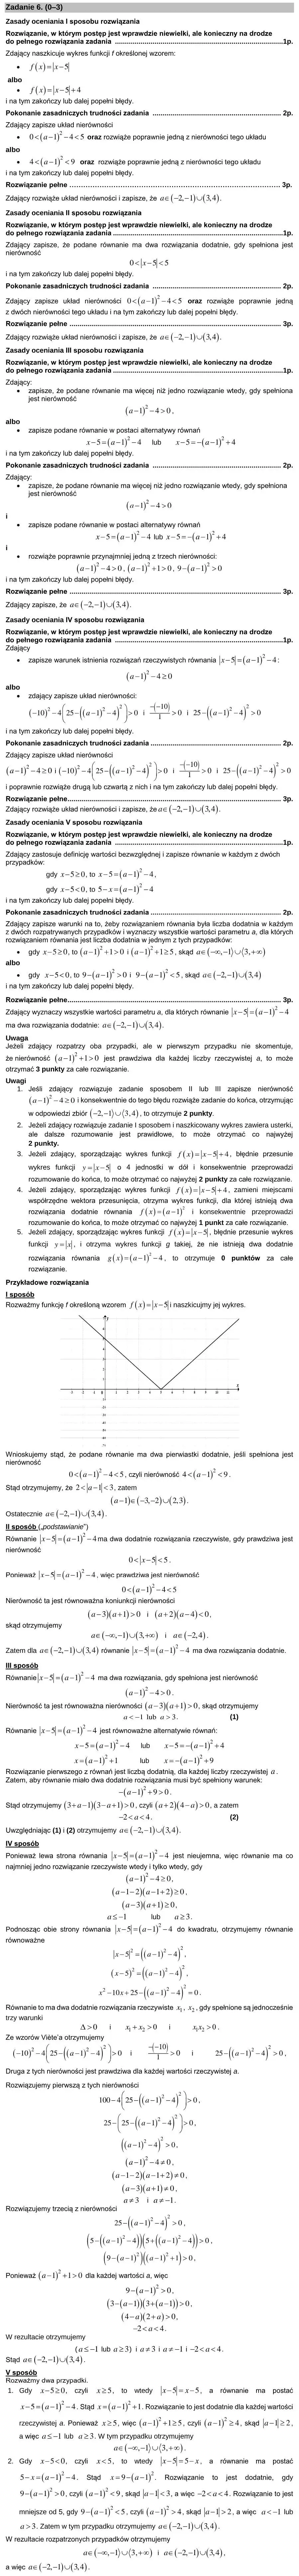 Zadanie 6. (0–3)
Zasady oceniania I sposobu rozwiązania
Rozwiązanie, w którym postęp jest wprawdzie niewielki, ale konieczny na drodze
do pełnego rozwiązania zadania ........................................................................1p.
Zdający naszkicuje wykres funkcji f określonej wzorem:
• f(x)=|x−5|
albo
• f(x)=|x−5|+4
i na tym zakończy lub dalej popełni błędy.
Pokonanie zasadniczych trudności zadania .................................................... 2p.
Zdający zapisze układ nierówności
• 0<(a−1)²−4<5 oraz rozwiąże poprawnie jedną z nierówności tego układu
albo
• 4<(a−1)²<9 oraz rozwiąże poprawnie jedną z nierówności tego układu
i na tym zakończy lub dalej popełni błędy.
Rozwiązanie pełne ……………………………………………………………………… 3p.
Zdający rozwiąże układ nierówności i zapisze, że a∈(−2,−1)∪(3,4).
Zasady oceniania II sposobu rozwiązania
Rozwiązanie, w którym postęp jest wprawdzie niewielki, ale konieczny na drodze
do pełnego rozwiązania zadania ........................................................................1p.
Zdający zapisze, że podane równanie ma dwa rozwiązania dodatnie, gdy spełniona jest
nierówność
0<|x−5|<5
i na tym zakończy lub dalej popełni błędy.
Pokonanie zasadniczych trudności zadania .................................................... 2p.
Zdający zapisze układ nierówności 0<(a−1)²−4<5 oraz rozwiąże poprawnie jedną
z dwóch nierówności tego układu i na tym zakończy lub dalej popełni błędy.
Rozwiązanie pełne ........................................................................ 3p.
Zdający rozwiąże układ nierówności i zapisze, że a∈(−2,−1)∪(3,4).
Zasady oceniania III sposobu rozwiązania
Rozwiązanie, w którym postęp jest wprawdzie niewielki, ale konieczny na drodze
do pełnego rozwiązania zadania ........................................................................1p.
Zdający:
• zapisze, że podane równanie ma więcej niż jedno rozwiązanie wtedy, gdy spełniona
jest nierówność
(a−1)²−4>0,
albo
• zapisze podane równanie w postaci alternatywy równań
x−5=(a−1)²−4 lub x−5=−(a−1)²+4
i na tym zakończy lub dalej popełni błędy.
Pokonanie zasadniczych trudności zadania .................................................... 2p.
Zdający:
• zapisze, że podane równanie ma więcej niż jedno rozwiązanie wtedy, gdy spełniona
jest nierówność
(a−1)²−4>0
i
• zapisze podane równanie w postaci alternatywy równań
x−5=(a−1)²−4 lub x−5=−(a−1)²+4
i
• rozwiąże poprawnie przynajmniej jedną z trzech nierówności:
(a−1)²−4>0, (a−1)²+1>0, 9−(a−1)²>0
i na tym zakończy lub dalej popełni błędy.
Rozwiązanie pełne ........................................................................ 3p.
Zdający zapisze, że a∈(−2,−1)∪(3,4).
Zasady oceniania IV sposobu rozwiązania
Rozwiązanie, w którym postęp jest wprawdzie niewielki, ale konieczny na drodze
do pełnego rozwiązania zadania ........................................................................1p.
Zdający
• zapisze warunek istnienia rozwiązań rzeczywistych równania |x−5|=(a−1)²−4:
(a−1)²−4≥0
albo
• zdający zapisze układ nierówności:
(−10)²−4(25−((a−1)²−4)²)>0 i −(−10)/1>0 i 25−((a−1)²−4)²>0
i na tym zakończy lub dalej popełni błędy.
Pokonanie zasadniczych trudności zadania .................................................... 2p.
Zdający zapisze układ nierówności
(a−1)²−4≥0 i (−10)²−4(25−((a−1)²−4)²)>0 i −(−10)/1>0 i 25−((a−1)²−4)²>0
i poprawnie rozwiąże drugą lub czwartą z nich i na tym zakończy lub dalej popełni błędy.
Rozwiązanie pełne........................................................................3p.
Zdający rozwiąże układ nierówności i zapisze, że a∈(−2,−1)∪(3,4).
Zasady oceniania V sposobu rozwiązania
Rozwiązanie, w którym postęp jest wprawdzie niewielki, ale konieczny na drodze
do pełnego rozwiązania zadania ........................................................................1p.
Zdający zastosuje definicję wartości bezwzględnej i zapisze równanie w każdym z dwóch
przypadków:
gdy x−5≥0, to x−5=(a−1)²−4,
gdy x−5<0, to 5−x=(a−1)²−4
i na tym zakończy lub dalej popełni błędy.
Pokonanie zasadniczych trudności zadania .................................................... 2p.
Zdający zapisze warunki na to, żeby rozwiązaniem równania była liczba dodatnia w każdym
z dwóch rozpatrywanych przypadków i wyznaczy wszystkie wartości parametru a, dla których
rozwiązaniem równania jest liczba dodatnia w jednym z tych przypadków:
• gdy x−5≥0, to (a−1)²+1>0 i (a−1)²+1≥5, skąd a∈(−∞,−1⟩∪⟨3,+∞)
albo
• gdy x−5<0, to 9−(a−1)²>0 i 9−(a−1)²<5, skąd a∈(−2,−1)∪(3,4)
i na tym zakończy lub dalej popełni błędy.
Rozwiązanie pełne........................................................................ 3p.
Zdający wyznaczy wszystkie wartości parametru a, dla których równanie |x−5|=(a−1)²−4
ma dwa rozwiązania dodatnie: a∈(−2,−1)∪(3,4).
Uwaga
Jeżeli zdający rozpatrzy oba przypadki, ale w pierwszym przypadku nie skomentuje,
że nierówność (a−1)²+1>0 jest prawdziwa dla każdej liczby rzeczywistej a, to może
otrzymać 3 punkty za całe rozwiązanie.
Uwagi
1. Jeśli zdający rozwiązuje zadanie sposobem II lub III zapisze nierówność
(a−1)²−4≥0 i konsekwentnie do tego błędu rozwiąże zadanie do końca, otrzymując
w odpowiedzi zbiór (−2,−1⟩∪⟨3,4), to otrzymuje 2 punkty.
2. Jeżeli zdający rozwiązuje zadanie I sposobem i naszkicowany wykres zawiera usterki,
ale dalsze rozumowanie jest prawidłowe, to może otrzymać co najwyżej
2 punkty.
3. Jeżeli zdający, sporządzając wykres funkcji f(x)=|x−5|+4, błędnie przesunie
wykres funkcji y=|x−5| o 4 jednostki w dół i konsekwentnie przeprowadzi
rozumowanie do końca, to może otrzymać co najwyżej 2 punkty za całe rozwiązanie.
4. Jeżeli zdający, sporządzając wykres funkcji f(x)=|x−5|+4, zamieni miejscami
współrzędne wektora przesunięcia, otrzyma wykres funkcji, dla której istnieją dwa
rozwiązania dodatnie równania f(x)=(a−1)² i konsekwentnie przeprowadzi
rozumowanie do końca, to może otrzymać co najwyżej 1 punkt za całe rozwiązanie.
5. Jeżeli zdający, sporządzając wykres funkcji f(x)=|x−5|, błędnie przesunie wykres
funkcji y=|x|, i otrzyma wykres funkcji g takiej, że nie istnieją dwa dodatnie
rozwiązania równania g(x)=(a−1)²−4, to otrzymuje 0 punktów za całe
rozwiązanie.
Przykładowe rozwiązania
I sposób
Rozważmy funkcję f określoną wzorem f(x)=|x−5| i naszkicujmy jej wykres.
Wnioskujemy stąd, że podane równanie ma dwa pierwiastki dodatnie, jeśli spełniona jest
nierówność
0<(a−1)²−4<5, czyli nierówność 4<(a−1)²<9.
Stąd otrzymujemy, że 2<|a−1|<3, zatem
(a−1)∈(−3,−2)∪(2,3).
Ostatecznie a∈(−2,−1)∪(3,4).
II sposób („podstawianie”)
Równanie |x−5|=(a−1)²−4 ma dwa dodatnie rozwiązania rzeczywiste, gdy prawdziwa jest
nierówność
0<|x−5|<5.
Ponieważ |x−5|=(a−1)²−4, więc prawdziwa jest nierówność
0<(a−1)²−4<5
Nierówność ta jest równoważna koniunkcji nierówności
(a−3)(a+1)>0 i (a+2)(a−4)<0,
skąd otrzymujemy
a∈(−∞,−1)∪(3,+∞) i a∈(−2,4).
Zatem dla a∈(−2,−1)∪(3,4) równanie |x−5|=(a−1)²−4 ma dwa rozwiązania dodatnie.
III sposób
Równanie |x−5|=(a−1)²−4 ma dwa rozwiązania, gdy spełniona jest nierówność
(a−1)²−4>0.
Nierówność ta jest równoważna nierówności (a−3)(a+1)>0, skąd otrzymujemy
a<−1 lub a>3. (1)
Równanie |x−5|=(a−1)²−4 jest równoważne alternatywie równań:
x−5=(a−1)²−4 lub x−5=−(a−1)²+4
x=(a−1)²+1 lub x=−(a−1)²+9
Rozwiązanie pierwszego z równań jest liczbą dodatnią, dla każdej liczby rzeczywistej a.
Zatem, aby równanie miało dwa dodatnie rozwiązania musi być spełniony warunek:
−(a−1)²+9>0.
Stąd otrzymujemy (3+a−1)(3−a+1)>0, czyli (a+2)(4−a)>0, a zatem
−2<a<4. (2)
Uwzględniając (1) i (2) otrzymujemy a∈(−2,−1)∪(3,4).
IV sposób
Ponieważ lewa strona równania |x−5|=(a−1)²−4 jest nieujemna, więc równanie ma co
najmniej jedno rozwiązanie rzeczywiste wtedy i tylko wtedy, gdy
(a−1)²−4≥0,
(a−1−2)(a−1+2)≥0,
(a−3)(a+1)≥0,
a≤−1 lub a≥3.
Podnosząc obie strony równania |x−5|=(a−1)²−4 do kwadratu, otrzymujemy równanie
równoważne
|x−5|²=((a−1)²−4)²,
(x−5)²=((a−1)²−4)²,
x²−10x+25−((a−1)²−4)²=0.
Równanie to ma dwa dodatnie rozwiązania rzeczywiste x₁, x₂, gdy spełnione są jednocześnie
trzy warunki
Δ>0 i x₁+x₂>0 i x₁x₂>0.
Ze wzorów Viète'a otrzymujemy
(−10)²−4(25−((a−1)²−4)²)>0 i −(−10)/1>0 i 25−((a−1)²−4)²>0,
Druga z tych nierówności jest prawdziwa dla każdej wartości rzeczywistej a.
Rozwiązujemy pierwszą z tych nierówności
100−4(25−((a−1)²−4)²)>0,
25−(25−((a−1)²−4)²)>0,
((a−1)²−4)²>0,
(a−1)²−4≠0,
(a−1−2)(a−1+2)≠0,
(a−3)(a+1)≠0,
a≠3 i a≠−1.
Rozwiązujemy trzecią z nierówności
25−((a−1)²−4)²>0,
(5−((a−1)²−4))(5+((a−1)²−4))>0,
(9−(a−1)²)((a−1)²+1)>0,
Ponieważ (a−1)²+1>0 dla każdej wartości a, więc
9−(a−1)²>0,
(3−(a−1))(3+(a−1))>0,
(4−a)(2+a)>0,
−2<a<4.
W rezultacie otrzymujemy
(a≤−1 lub a≥3) i a≠3 i a≠−1 i −2<a<4.
Stąd a∈(−2,−1)∪(3,4).
V sposób
Rozważmy dwa przypadki.
1. Gdy x−5≥0, czyli x≥5, to wtedy |x−5|=x−5, a równanie ma postać
x−5=(a−1)²−4. Stąd x=(a−1)²+1. Rozwiązanie to jest dodatnie dla każdej wartości
rzeczywistej a. Ponieważ x≥5, więc (a−1)²+1≥5, czyli (a−1)²≥4, skąd |a−1|≥2,
a więc a≤−1 lub a≥3. W tym przypadku otrzymujemy
a∈(−∞,−1⟩∪⟨3,+∞).
2. Gdy x−5<0, czyli x<5, to wtedy |x−5|=5−x, a równanie ma postać
5−x=(a−1)²−4. Stąd x=9−(a−1)². Rozwiązanie to jest dodatnie, gdy
9−(a−1)²>0, czyli (a−1)²<9, skąd |a−1|<3, a więc −2<a<4. Rozwiązanie to jest
mniejsze od 5, gdy 9−(a−1)²<5, czyli (a−1)²>4, skąd |a−1|>2, a więc a<−1 lub
a>3. Zatem w tym przypadku otrzymujemy a∈(−2,−1)∪(3,4).
W rezultacie rozpatrzonych przypadków otrzymujemy
a∈(−∞,−1⟩∪⟨3,+∞) i a∈(−2,−1)∪(3,4),
a więc a∈(−2,−1)∪(3,4).